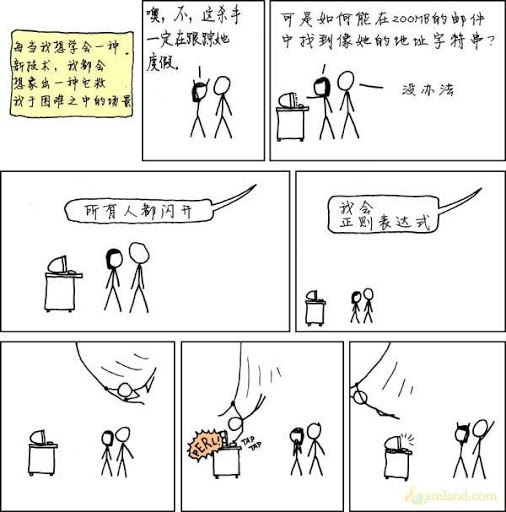 每当我想学会一种
新技术，我都会
想象出一种它救
我于困难之中的场景
噢，不，这杀手
一定在跟踪她
度假。
可是如何能在200MB的邮件
中找到像她的地址字符串？
没办法
所有人都闪开
我会
正则表达式
PERL!
TAP
TAP
zmland.com